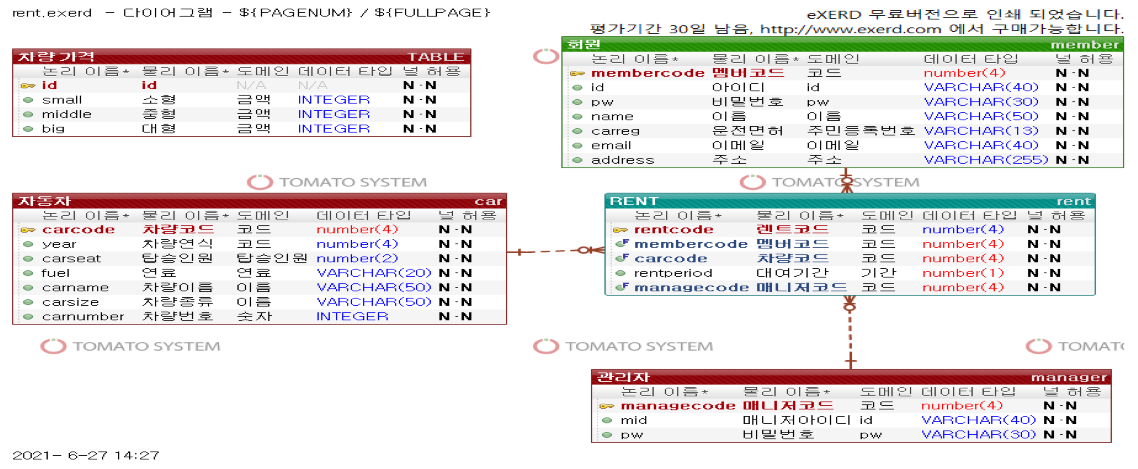 rent.exerd - 다이어그램 - ${PAGENUM} / ${FULLPAGE}
eXERD 무료버전으로 인쇄 되었습니다.
평가기간 30일 남음, http://www.exerd.com 에서 구매가능합니다.
차량 가격 TABLE
논리 이름* 물리 이름* 도메인 데이터 타입 널 허용
id id N/A N/A N-N
small 소형 금액 INTEGER N-N
middle 중형 금액 INTEGER N-N
big 대형 금액 INTEGER N-N
회원 member
논리 이름* 물리 이름* 도메인 데이터 타입 널 허용
membercode 멤버코드 코드 number(4) N-N
id 아이디 id VARCHAR(40) N-N
pw 비밀번호 pw VARCHAR(30) N-N
name 이름 이름 VARCHAR(50) N-N
carreg 운전면허 주민등록번호 VARCHAR(13) N-N
email 이메일 이메일 VARCHAR(40) N-N
address 주소 주소 VARCHAR(255) N-N
TOMATO SYSTEM
TOMATO SYSTEM
자동차 car
논리 이름* 물리 이름* 도메인 데이터 타입 널 허용
carcode 차량코드 코드 number(4) N-N
year 차량연식 코드 number(4) N-N
carseat 탑승인원 탑승인원 number(2) N-N
fuel 연료 연료 VARCHAR(20) N-N
carname 차량이름 이름 VARCHAR(50) N-N
carsize 차량종류 이름 VARCHAR(50) N-N
carnumber 차량번호 숫자 INTEGER N-N
RENT rent
논리 이름* 물리 이름* 도메인 데이터 타입 널 허용
rentcode 렌트코드 코드 number(4) N-N
membercode 멤버코드 코드 number(4) N-N
carcode 차량코드 코드 number(4) N-N
rentperiod 대여기간 기간 number(1) N-N
managecode 매니저코드 코드 number(4) N-N
TOMATO SYSTEM
TOMATO SYSTEM
TOMAT
관리자 manager
논리 이름* 물리 이름* 도메인 데이터 타입 널 허용
managecode 매니저코드 코드 number(4) N-N
mid 매니저아이디 id VARCHAR(40) N-N
pw 비밀번호 pw VARCHAR(30) N-N
2021- 6-27 14:27